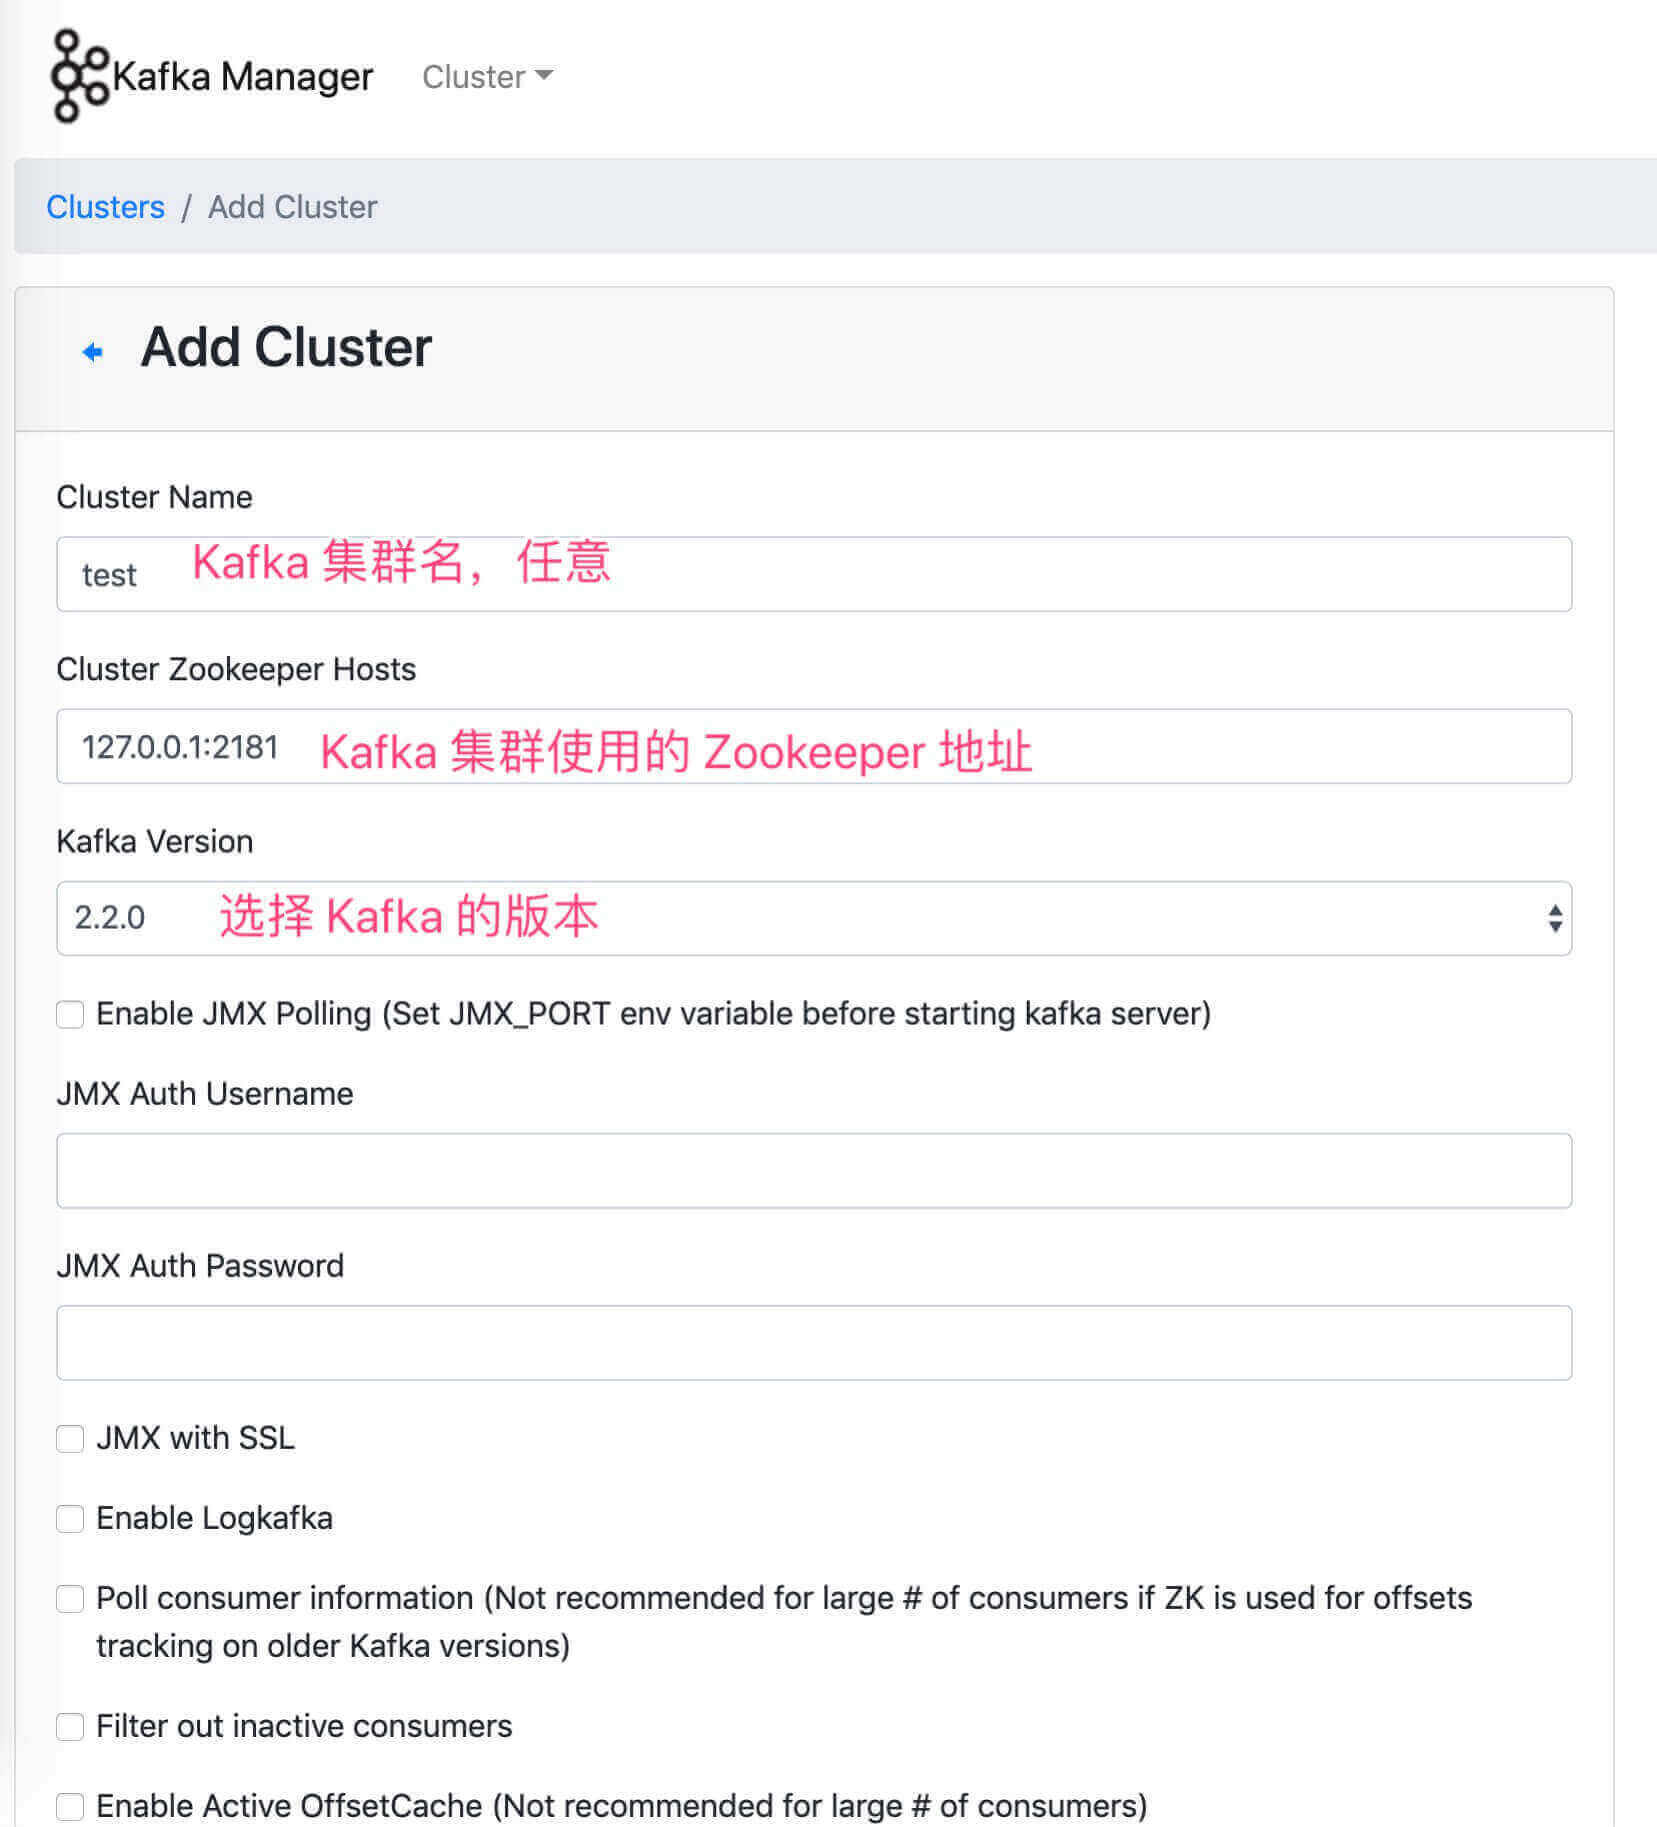 Kafka Manager Cluster
Clusters / Add Cluster
Add Cluster
Cluster Name
test Kafka 集群名，任意
Cluster Zookeeper Hosts
127.0.0.1:2181 Kafka 集群使用的 Zookeeper 地址
Kafka Version
2.2.0 选择 Kafka 的版本
Enable JMX Polling (Set JMX_PORT env variable before starting kafka server)
JMX Auth Username
JMX Auth Password
JMX with SSL
Enable Logkafka
Poll consumer information (Not recommended for large # of consumers if ZK is used for offsets
tracking on older Kafka versions)
Filter out inactive consumers
Enable Active OffsetCache (Not recommended for large # of consumers)